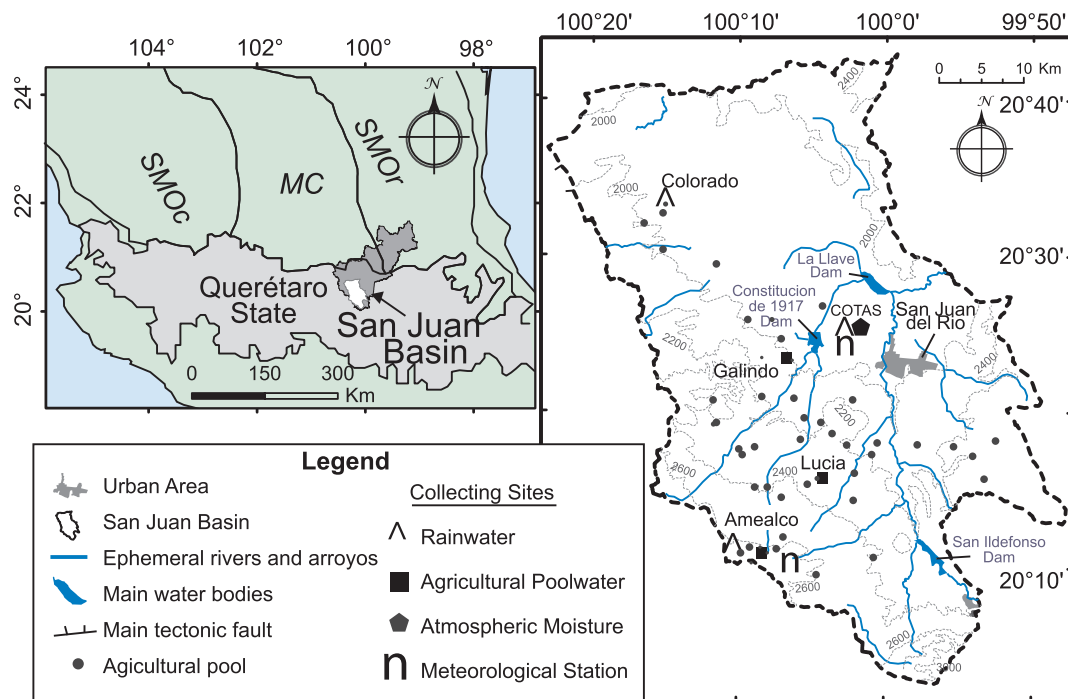 104°
102°
100°
98°
24°
22°
20°
SMOc
MC
SMOr
N
Querétaro
State
San Juan
Basin
0
150
300
Km
100°20'
100°10'
100°0'
99°50'
0
5
10 Km
N
20°40'
20°30'
20°10'
2400
2000
2000
2000
Colorado
La Llave
Dam
Constitucion
de 1917
Dam
COTAS
n
San Juan
del Rio
2200
2400
Galindo
2200
2600
2400
Lucia
Amealco
n
2600
San Ildefonso
Dam
2600
3000
Legend
Urban Area
San Juan Basin
Ephemeral rivers and arroyos
Main water bodies
Main tectonic fault
Agicultural pool
Collecting Sites
Rainwater
Agricultural Poolwater
Atmospheric Moisture
n Meteorological Station